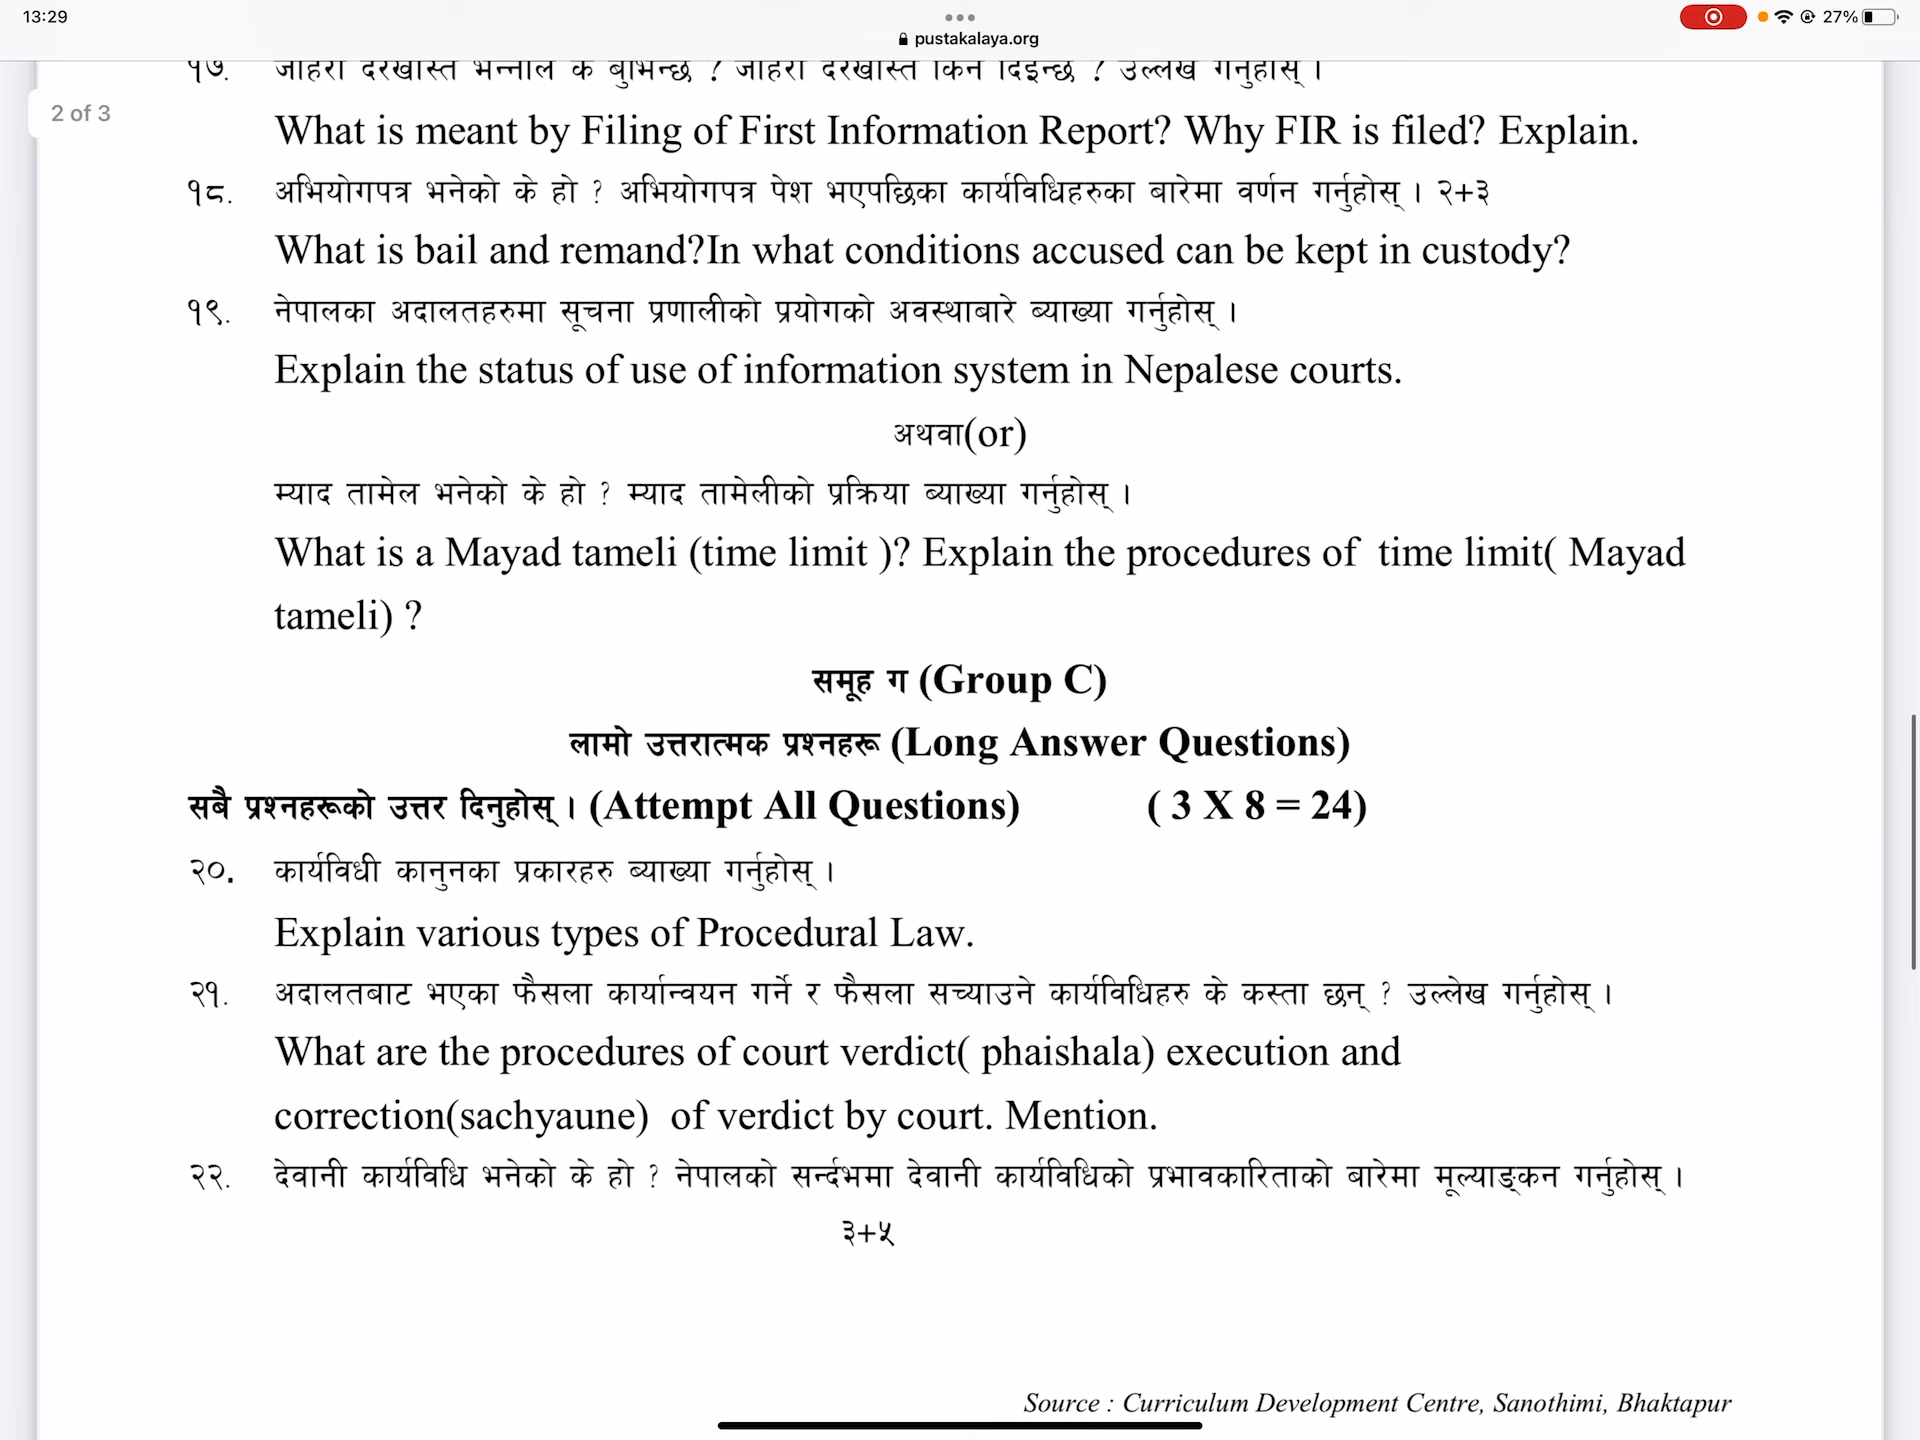 13:29
pustakalaya.org
27%
2 of 3
१७. जाहेरी दरखास्त भन्नाले के बुझिन्छ ? जाहेरी दरखास्त किन दिइन्छ ? उल्लेख गर्नुहोस् ।
What is meant by Filing of First Information Report? Why FIR is filed? Explain.
१८. अभियोगपत्र भनेको के हो ? अभियोगपत्र पेश भएपछिका कार्यविधिहरुका बारेमा वर्णन गर्नुहोस् । २+३
What is bail and remand?In what conditions accused can be kept in custody?
१९. नेपालका अदालतहरुमा सूचना प्रणालीको प्रयोगको अवस्थाबारे ब्याख्या गर्नुहोस् ।
Explain the status of use of information system in Nepalese courts.
अथवा(or)
म्याद तामेल भनेको के हो ? म्याद तामेलीको प्रक्रिया ब्याख्या गर्नुहोस् ।
What is a Mayad tameli (time limit )? Explain the procedures of time limit( Mayad
tameli) ?
समूह ग (Group C)
लामो उत्तरात्मक प्रश्नहरू (Long Answer Questions)
सबै प्रश्नहरूको उत्तर दिनुहोस् । (Attempt All Questions) ( 3 X 8 = 24)
२०. कार्यविधी कानुनका प्रकारहरु ब्याख्या गर्नुहोस् ।
Explain various types of Procedural Law.
२१. अदालतबाट भएका फैसला कार्यान्वयन गर्ने र फैसला सच्याउने कार्यविधिहरु के कस्ता छन् ? उल्लेख गर्नुहोस् ।
What are the procedures of court verdict( phaishala) execution and
correction(sachyaune) of verdict by court. Mention.
२२. देवानी कार्यविधि भनेको के हो ? नेपालको सर्न्दभमा देवानी कार्यविधिको प्रभावकारिताको बारेमा मूल्याङ्कन गर्नुहोस् ।
३+५
Source : Curriculum Development Centre, Sanothimi, Bhaktapur